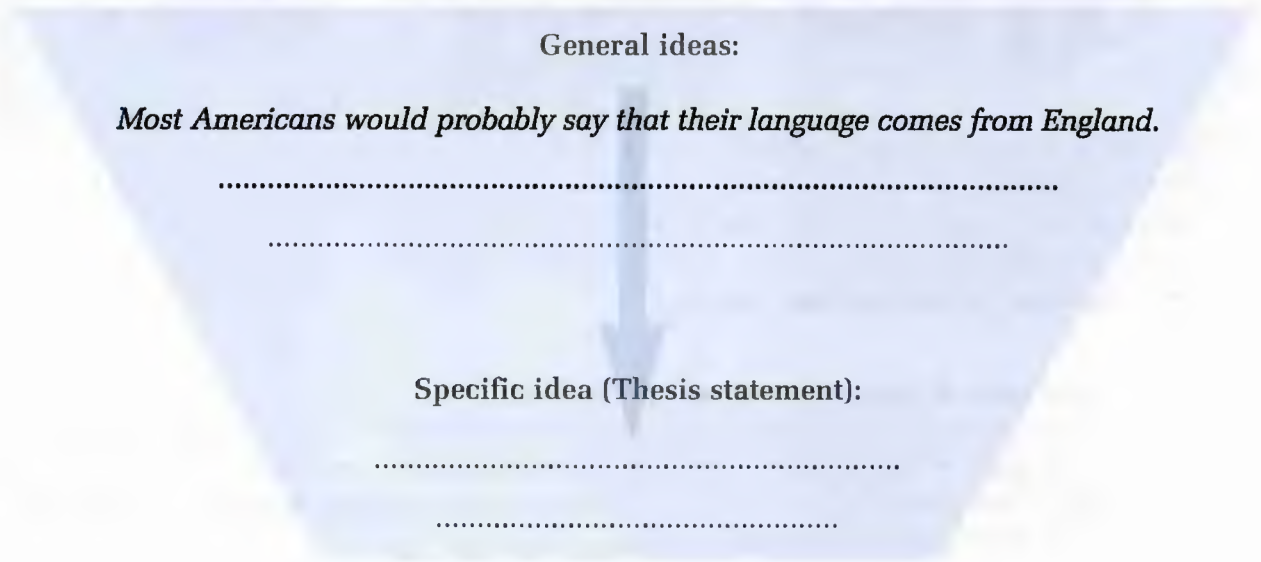 General ideas:
Most Americans would probably say that their language comes from England.
Specific idea (Thesis statement):